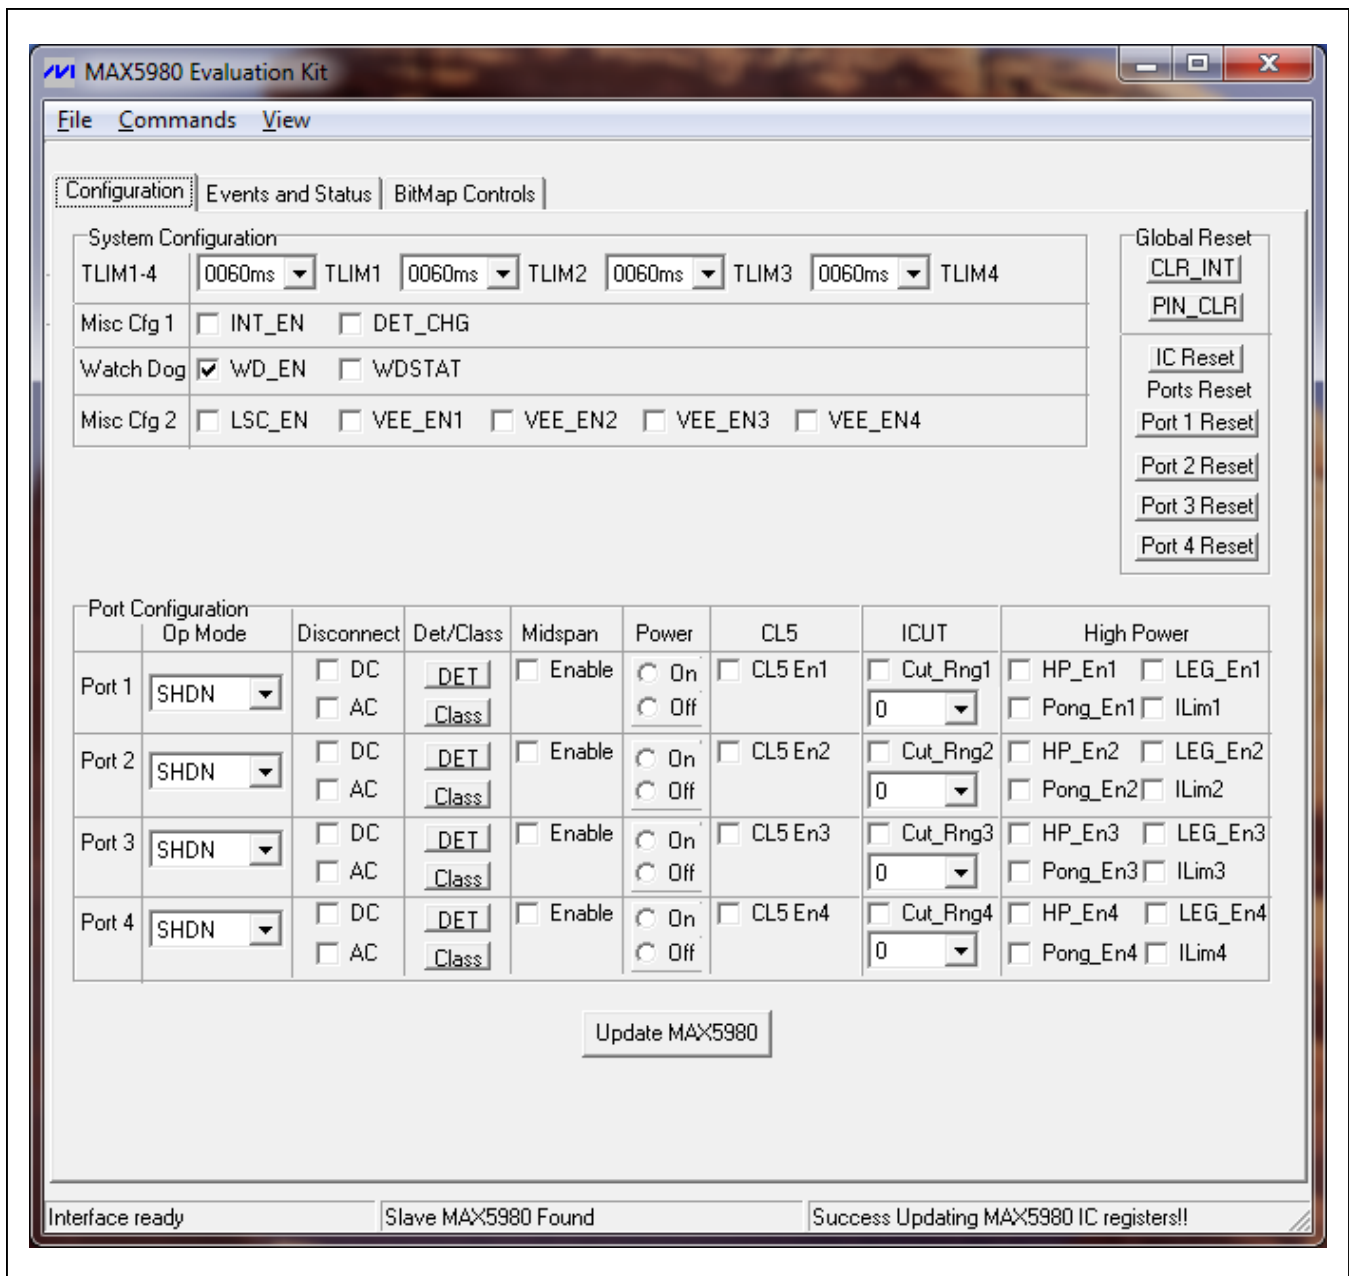 MAX5980 Evaluation Kit
File Commands View
Configuration Events and Status BitMap Controls
System Configuration
TLIM1-4 0060ms TLIM1 0060ms TLIM2 0060ms TLIM3 0060ms TLIM4
Misc Cfg 1 INT_EN DET_CHG
Watch Dog WD_EN WDSTAT
Misc Cfg 2 LSC_EN VEE_EN1 VEE_EN2 VEE_EN3 VEE_EN4
Global Reset
CLR_INT
PIN_CLR
IC Reset
Ports Reset
Port 1 Reset
Port 2 Reset
Port 3 Reset
Port 4 Reset
Port Configuration
Op Mode Disconnect Det/Class Midspan Power CL5 ICUT High Power
Port 1 SHDN DC DET Enable On CL5 En1 Cut_Rng1 HP_En1 LEG_En1
AC Class Off 0 Pong_En1 ILim1
Port 2 SHDN DC DET Enable On CL5 En2 Cut_Rng2 HP_En2 LEG_En2
AC Class Off 0 Pong_En2 ILim2
Port 3 SHDN DC DET Enable On CL5 En3 Cut_Rng3 HP_En3 LEG_En3
AC Class Off 0 Pong_En3 ILim3
Port 4 SHDN DC DET Enable On CL5 En4 Cut_Rng4 HP_En4 LEG_En4
AC Class Off 0 Pong_En4 ILim4
Update MAX5980
Interface ready Slave MAX5980 Found Success Updating MAX5980 IC registers!!